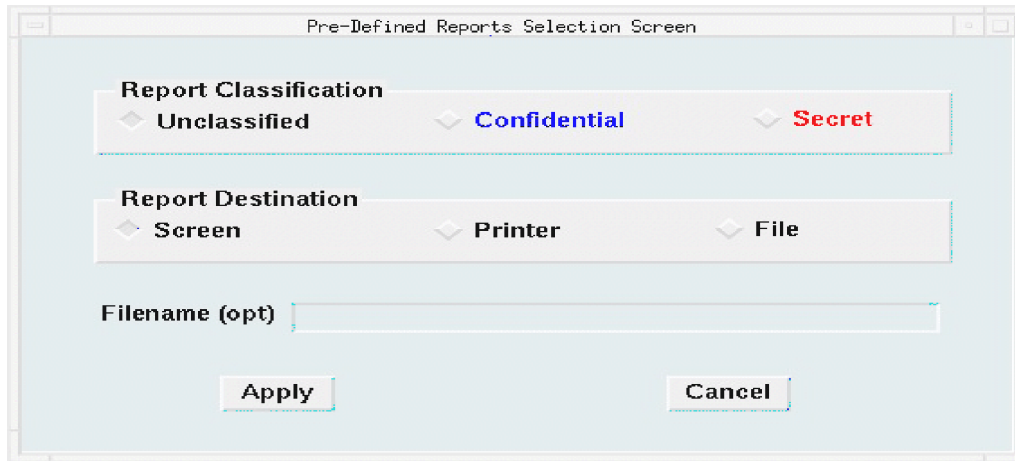 Pre-Defined Reports Selection Screen
Report Classification
Unclassified Confidential Secret
Report Destination
Screen Printer File
Filename (opt)
Apply Cancel